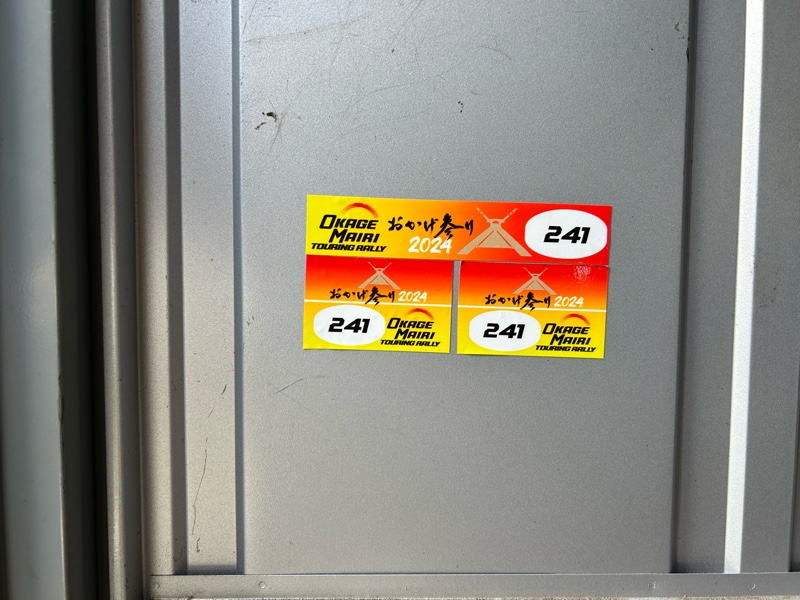 OKAGE
MAIRI
TOURING RALLY
おかげ参り
2024
241
おかげ参り 2024
241
OKAGE
MAIRI
TOURING RALLY
おかげ参り 2024
241
OKAGE
MAIRI
TOURING RALLY